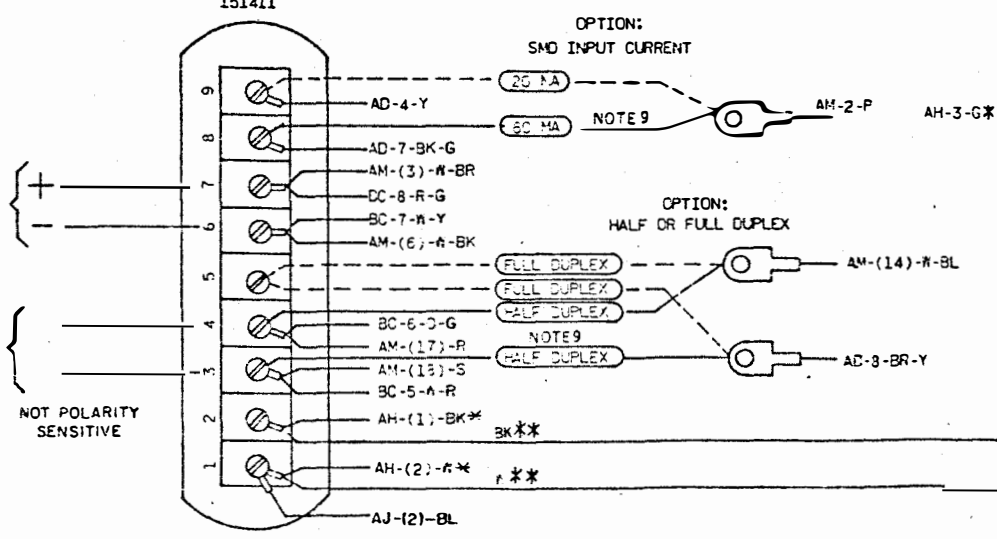 151411
OPTION:
SMD INPUT CURRENT
20 MA
9
AD-4-Y
AM-2-P
AH-3-G*
60 MA NOTE 9
8
AD-7-BK-G
AM-(3)-W-BR
+
7
DC-8-R-G
OPTION:
HALF OR FULL DUPLEX
BC-7-W-Y
-
6
AM-(6)-W-BK
FULL DUPLEX
AM-(14)-W-BL
5
FULL DUPLEX
HALF DUPLEX
4
BC-6-O-G
NOTE 9
AM-(17)-R
HALF DUPLEX
AD-8-BR-Y
3
AM-(18)-S
BC-5-W-R
NOT POLARITY
SENSITIVE
2
AH-(1)-BK*
BK**
1
AH-(2)-W*
**
AJ-(2)-BL